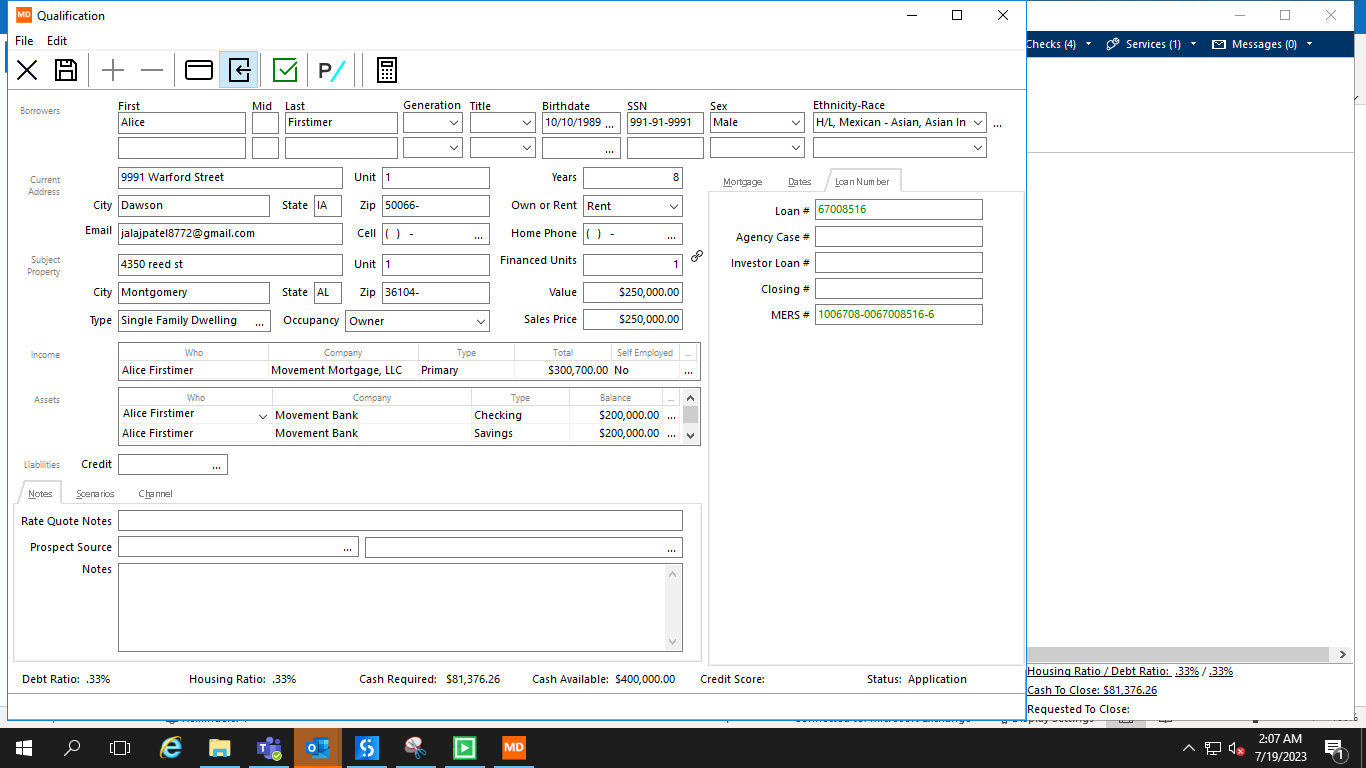 MD Qualification
File Edit
Checks (4) Services (1) Messages (0)
P/
Borrowers First Mid Last Generation Title Birthdate SSN Sex Ethnicity-Race
Alice Firstimer 10/10/1989 ... 991-91-9991 Male H/L, Mexican - Asian, Asian In ...
...
Current Address 9991 Warford Street Unit 1 Years 8
City Dawson State IA Zip 50066- Own or Rent Rent
Email jalajpatel8772@gmail.com Cell ( ) - ... Home Phone ( ) - ...
Subject Property 4350 reed st Unit 1 Financed Units 1
City Montgomery State AL Zip 36104- Value $250,000.00
Type Single Family Dwelling ... Occupancy Owner Sales Price $250,000.00
Mortgage Dates Loan Number
Loan # 67008516
Agency Case #
Investor Loan #
Closing #
MERS # 1006708-0067008516-6
Income Who Company Type Total Self Employed ...
Alice Firstimer Movement Mortgage, LLC Primary $300,700.00 No ...
Assets Who Company Type Balance ...
Alice Firstimer Movement Bank Checking $200,000.00 ...
Alice Firstimer Movement Bank Savings $200,000.00 ...
Liabilities Credit ...
Notes Scenarios Channel
Rate Quote Notes
Prospect Source ... ...
Notes
Debt Ratio: .33% Housing Ratio: .33% Cash Required: $81,376.26 Cash Available: $400,000.00 Credit Score: Status: Application
Housing Ratio / Debt Ratio: .33% / .33%
Cash To Close: $81,376.26
Requested To Close:
MD
2:07 AM
7/19/2023
1